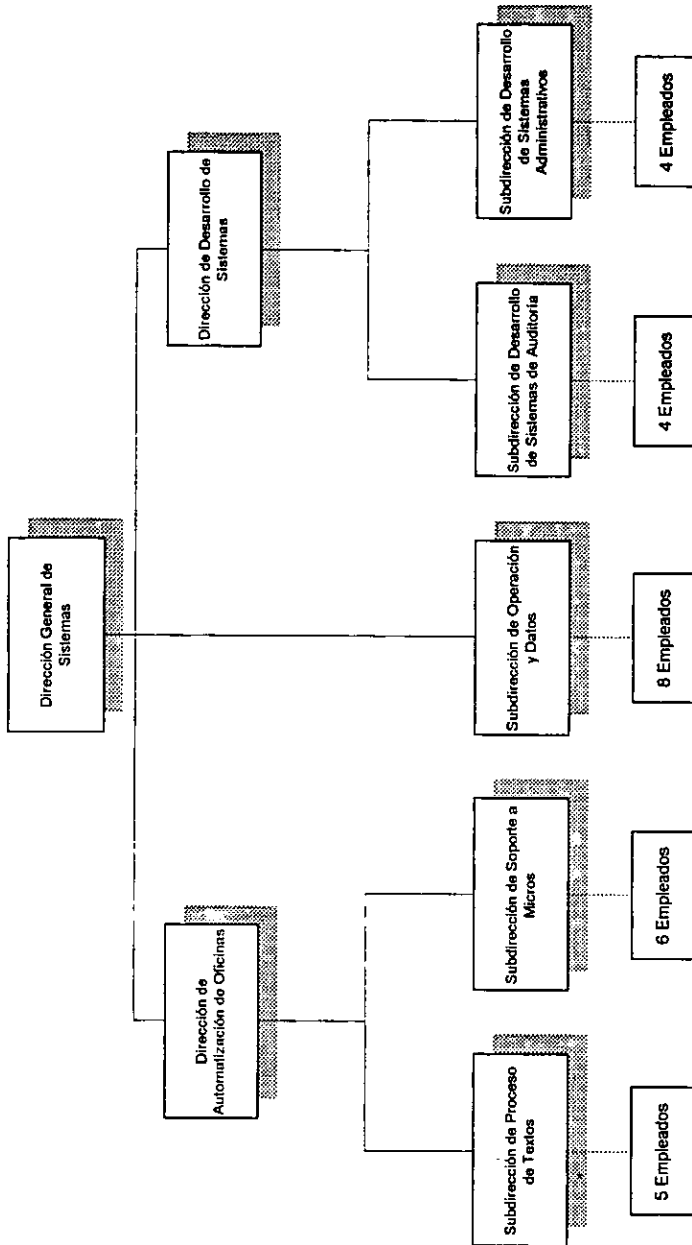 Dirección General de
Sistemas
Dirección de
Automatización de Oficinas
Dirección de Desarrollo de
Sistemas
Subdirección de Proceso
de Textos
Subdirección de Soporte a
Micros
Subdirección de Operación
y Datos
Subdirección de Desarrollo
de Sistemas de Auditoría
Subdirección de Desarrollo
de Sistemas
Administrativos
5 Empleados
6 Empleados
8 Empleados
4 Empleados
4 Empleados